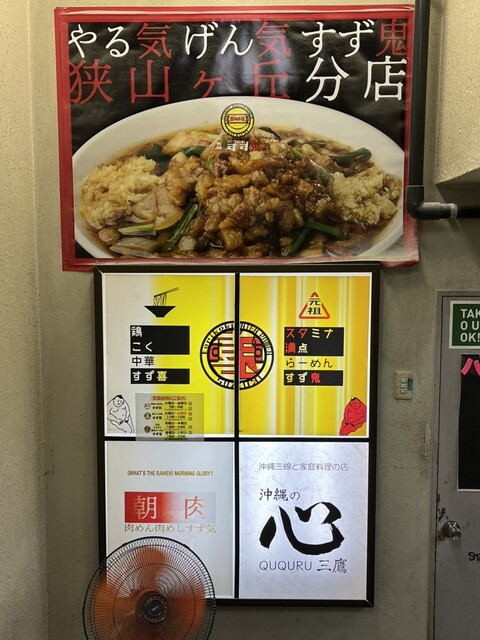 やる気げん気すず鬼
狭山ヶ丘分店
鶏
こく
中華
すず喜
元祖
スタミナ
満点
らーめん
すず鬼
(WHAT'S THE RAMEN) MORNING GLORY?
朝 肉
肉めん肉めしすず気
沖縄三線と家庭料理の店
沖縄の
心
QUQURU 三鷹
TAK
OU
OK!